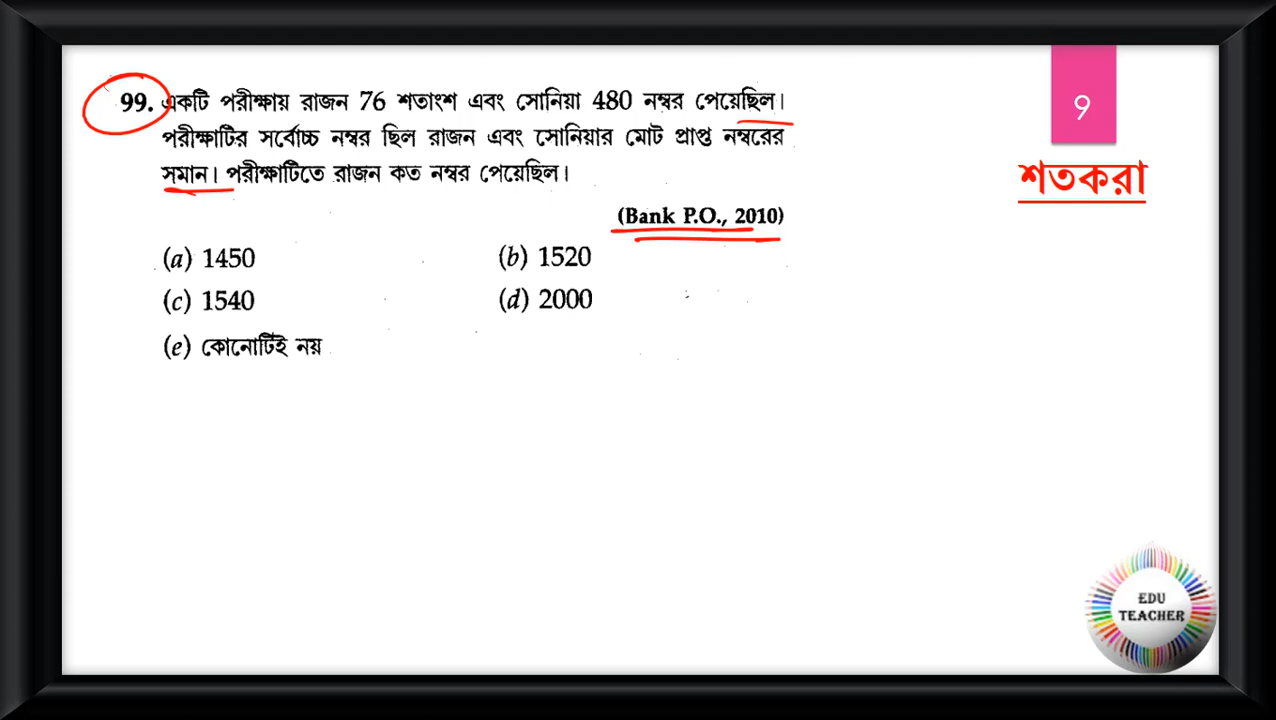 99. একটি পরীক্ষায় রাজন 76 শতাংশ এবং সোনিয়া 480 নম্বর পেয়েছিল।
পরীক্ষাটির সর্বোচ্চ নম্বর ছিল রাজন এবং সোনিয়ার মোট প্রাপ্ত নম্বরের
সমান। পরীক্ষাটিতে রাজন কত নম্বর পেয়েছিল।
(Bank P.O., 2010)
(a) 1450 (b) 1520
(c) 1540 (d) 2000
(e) কোনোটিই নয়
9
শতকরা
EDU
TEACHER